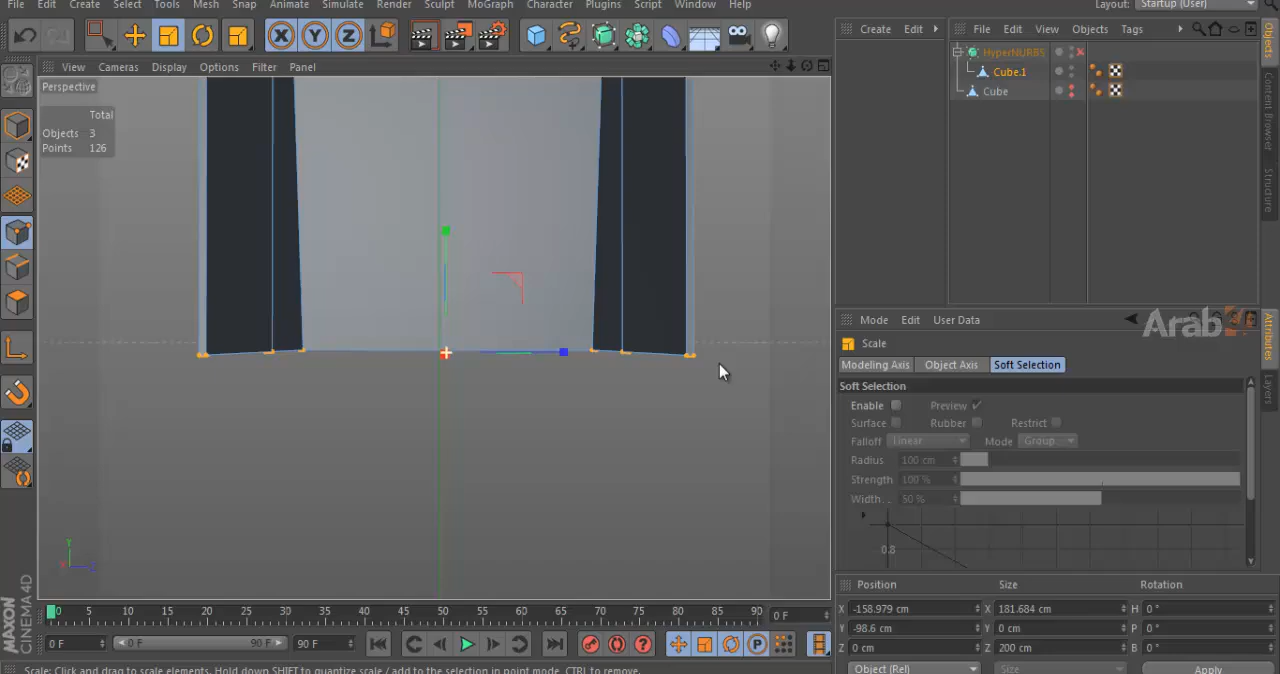 File Edit Create Select Tools Mesh Snap Animate Simulate Render Sculpt MoGraph Character Plugins Script Window Help
Layout: Startup (User)
View Cameras Display Options Filter Panel
Create Edit
File Edit View Objects Tags
Perspective
Total
Objects 3
Points 126
HyperNURBS
Cube.1
Cube
Objects
Content Browser
Structure
Mode Edit User Data
Arab
Scale
Modeling Axis Object Axis Soft Selection
Attributes
Layers
Soft Selection
Enable Preview
Surface Rubber Restrict
Falloff Linear Mode Group
Radius 100 cm
Strength 100 %
Width .. 50 %
0.8
Y
X Z
0 5 10 15 20 25 30 35 40 45 50 55 60 65 70 75 80 85 90 0 F
0 F 0 F 90 F 90 F
P
Position Size Rotation
X -158.979 cm X 181.684 cm H 0 °
Y -98.6 cm Y 0 cm P 0 °
Z 0 cm Z 200 cm B 0 °
Object (Rel) Size Apply
MAXON
CINEMA 4D
Scale: Click and drag to scale elements. Hold down SHIFT to quantize scale / add to the selection in point mode, CTRL to remove.